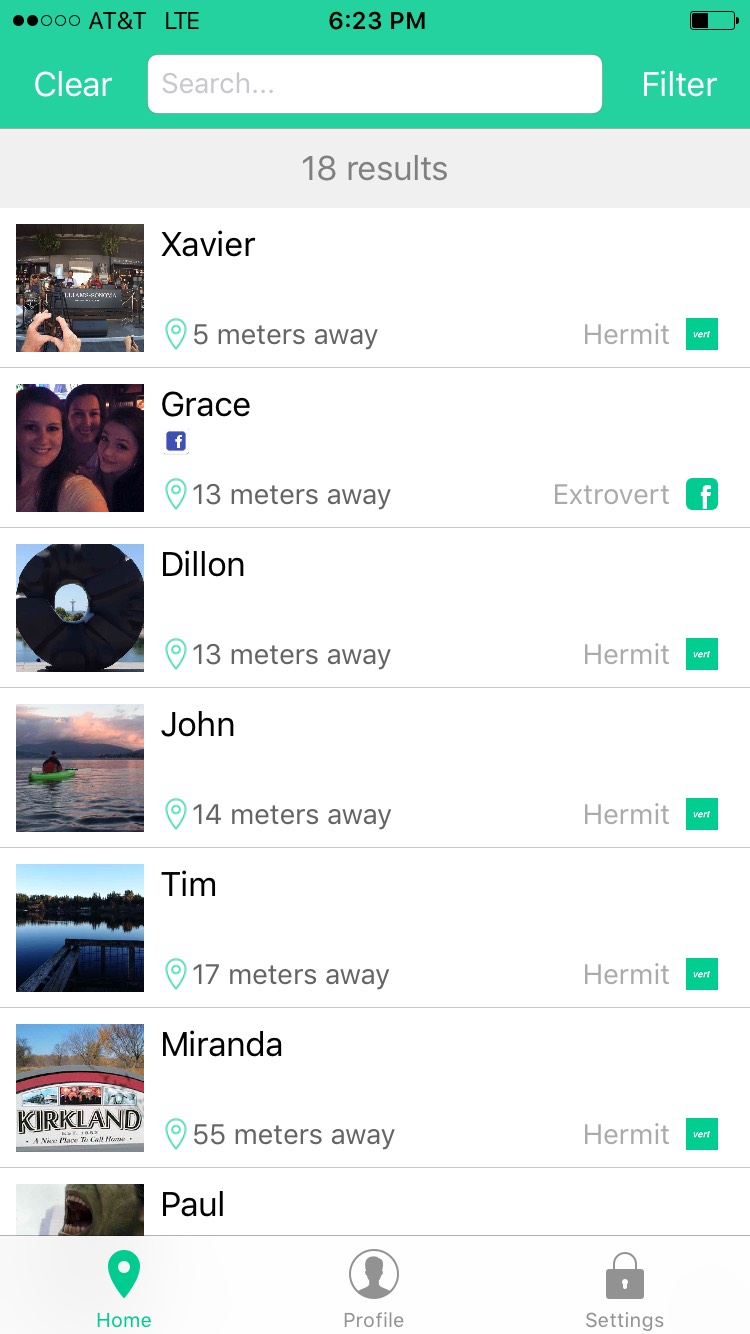 AT&T LTE 6:23 PM
Clear Search... Filter
18 results
Xavier
WILLIAMS-SONOMA
5 meters away Hermit vert
Grace
f
13 meters away Extrovert f
Dillon
13 meters away Hermit vert
John
14 meters away Hermit vert
Tim
17 meters away Hermit vert
Miranda
KIRKLAND
A Nice Place To Call Home
55 meters away Hermit vert
Paul
Home Profile Settings